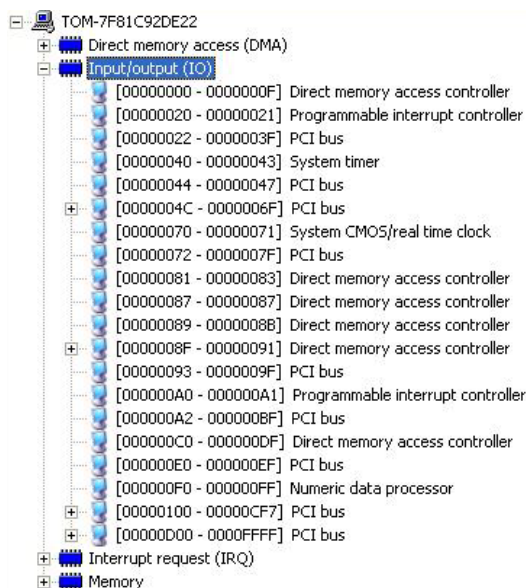 TOM-7F81C92DE22
Direct memory access (DMA)
Input/output (IO)
[00000000 - 0000000F] Direct memory access controller
[00000020 - 00000021] Programmable interrupt controller
[00000022 - 0000003F] PCI bus
[00000040 - 00000043] System timer
[00000044 - 00000047] PCI bus
[0000004C - 0000006F] PCI bus
[00000070 - 00000071] System CMOS/real time clock
[00000072 - 0000007F] PCI bus
[00000081 - 00000083] Direct memory access controller
[00000087 - 00000087] Direct memory access controller
[00000089 - 0000008B] Direct memory access controller
[0000008F - 00000091] Direct memory access controller
[00000093 - 0000009F] PCI bus
[000000A0 - 000000A1] Programmable interrupt controller
[000000A2 - 000000BF] PCI bus
[000000C0 - 000000DF] Direct memory access controller
[000000E0 - 000000EF] PCI bus
[000000F0 - 000000FF] Numeric data processor
[00000100 - 00000CF7] PCI bus
[00000D00 - 0000FFFF] PCI bus
Interrupt request (IRQ)
Memory